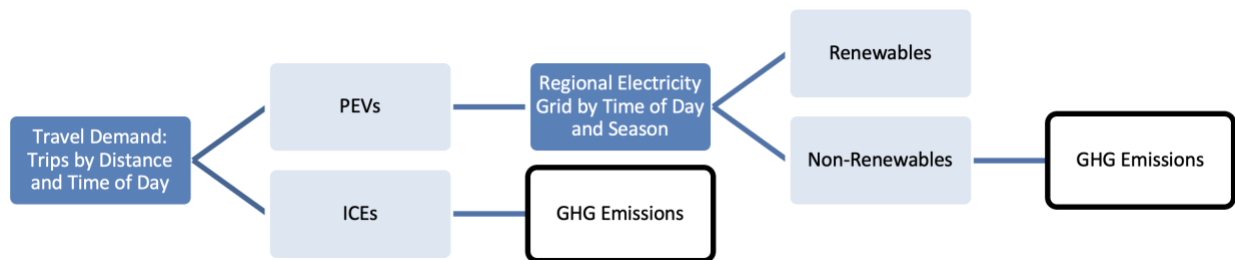 Travel Demand:
Trips by Distance
and Time of Day
PEVs
ICEs
Regional Electricity
Grid by Time of Day
and Season
GHG Emissions
Renewables
Non-Renewables
GHG Emissions